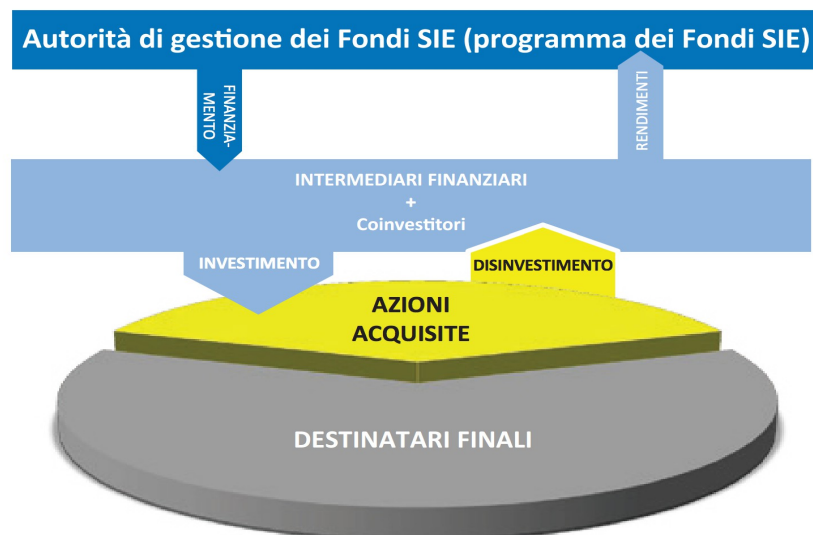 Autorità di gestione dei Fondi SIE (programma dei Fondi SIE)
FINANZIA-
MENTO
RENDIMENTI
INTERMEDIARI FINANZIARI
+
Coinvestitori
INVESTIMENTO
DISINVESTIMENTO
AZIONI
ACQUISITE
DESTINATARI FINALI